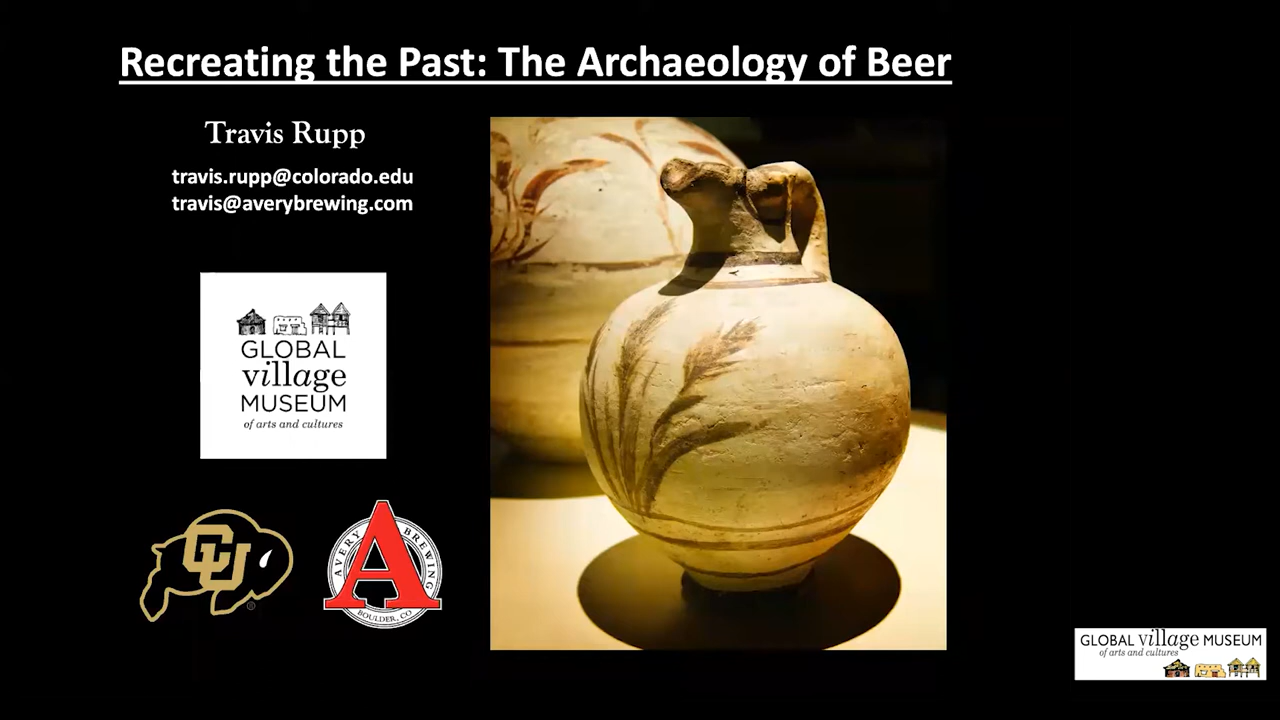 Recreating the Past: The Archaeology of Beer
Travis Rupp
travis.rupp@colorado.edu
travis@averybrewing.com
GLOBAL
village
MUSEUM
of arts and cultures
CU
®
AVERY BREWING
A
BOULDER, CO
GLOBAL village MUSEUM
of arts and cultures